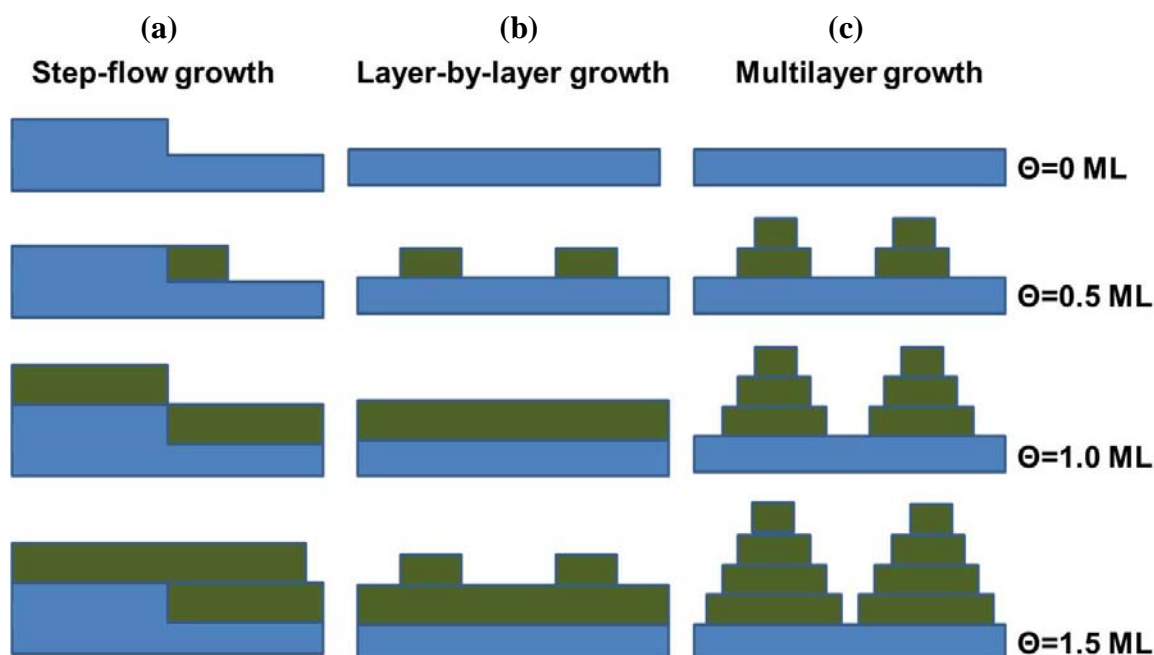 (a) (b) (c)
Step-flow growth Layer-by-layer growth Multilayer growth
Θ=0 ML
Θ=0.5 ML
Θ=1.0 ML
Θ=1.5 ML